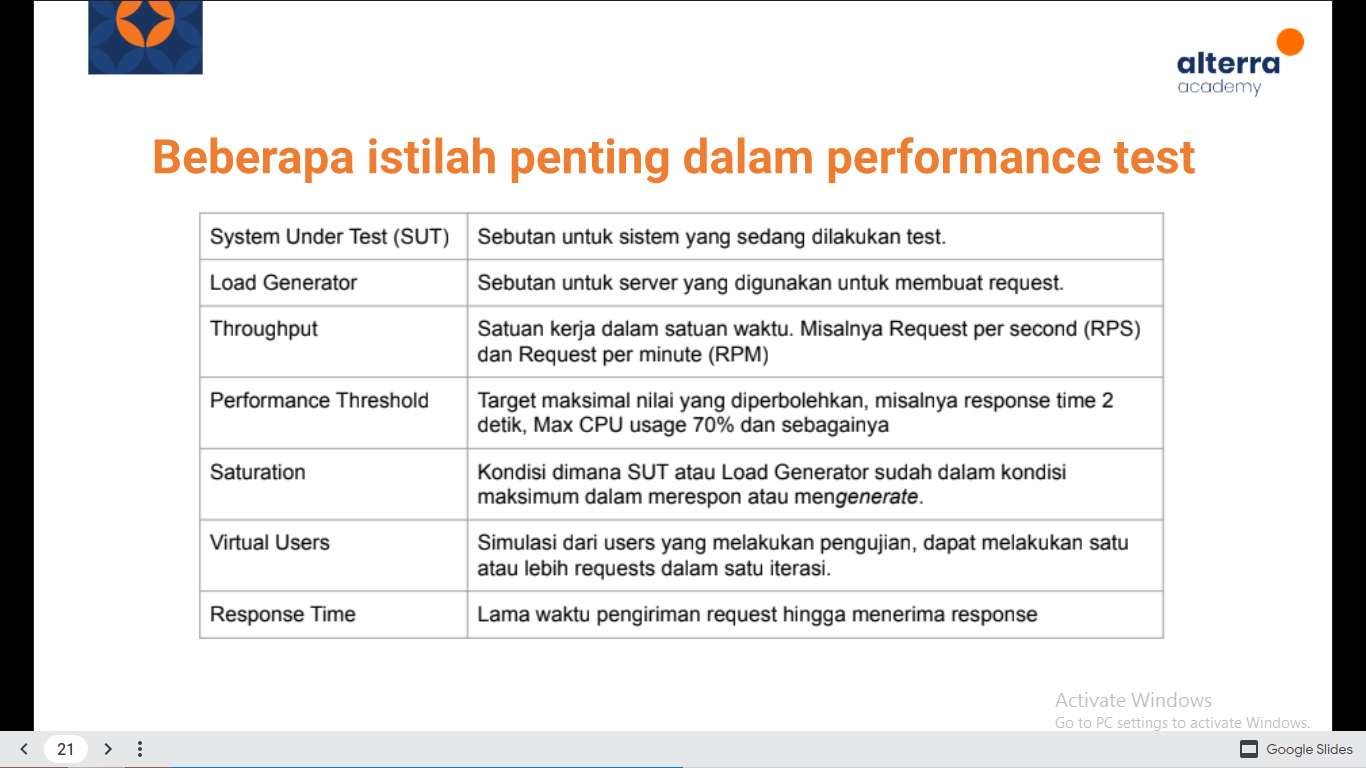 alterra
academy
Beberapa istilah penting dalam performance test
System Under Test (SUT)
Sebutan untuk sistem yang sedang dilakukan test.
Load Generator
Sebutan untuk server yang digunakan untuk membuat request.
Throughput
Satuan kerja dalam satuan waktu. Misalnya Request per second (RPS)
dan Request per minute (RPM)
Performance Threshold
Target maksimal nilai yang diperbolehkan, misalnya response time 2
detik, Max CPU usage 70% dan sebagainya
Saturation
Kondisi dimana SUT atau Load Generator sudah dalam kondisi
maksimum dalam merespon atau mengenerate.
Virtual Users
Simulasi dari users yang melakukan pengujian, dapat melakukan satu
atau lebih requests dalam satu iterasi.
Response Time
Lama waktu pengiriman request hingga menerima response
Activate Windows
Go to PC settings to activate Windows.
21
Google Slides